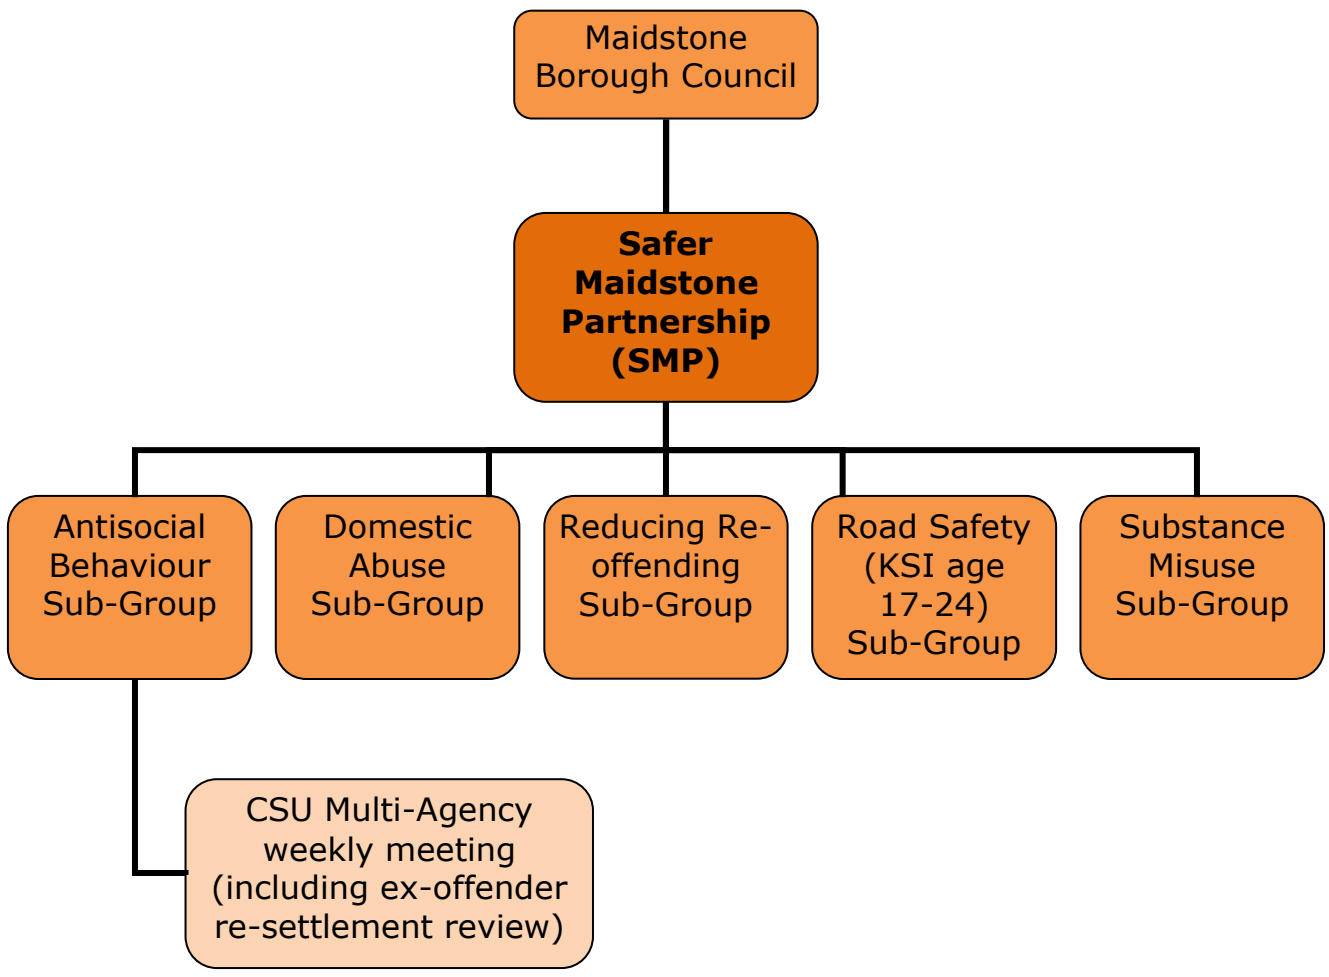 Maidstone
Borough Council
Safer
Maidstone
Partnership
(SMP)
Antisocial
Behaviour
Sub-Group
Domestic
Abuse
Sub-Group
Reducing Re-
offending
Sub-Group
Road Safety
(KSI age
17-24)
Sub-Group
Substance
Misuse
Sub-Group
CSU Multi-Agency
weekly meeting
(including ex-offender
re-settlement review)